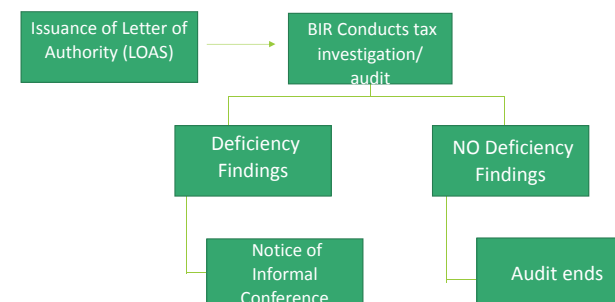 Issuance of Letter of
Authority (LOAS)
BIR Conducts tax
investigation/
audit
Deficiency
Findings
NO Deficiency
Findings
Notice of
Informal
Conference
Audit ends